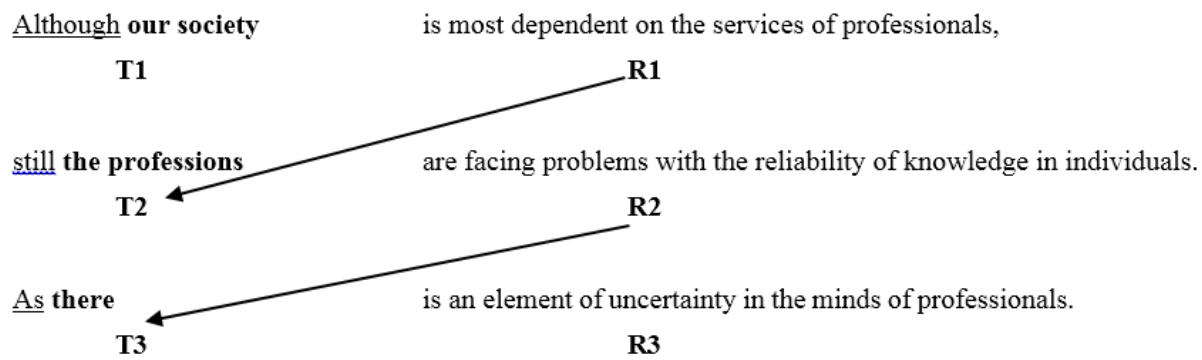 Although our society is most dependent on the services of professionals,
T1 R1
still the professions are facing problems with the reliability of knowledge in individuals.
T2 R2
As there is an element of uncertainty in the minds of professionals.
T3 R3